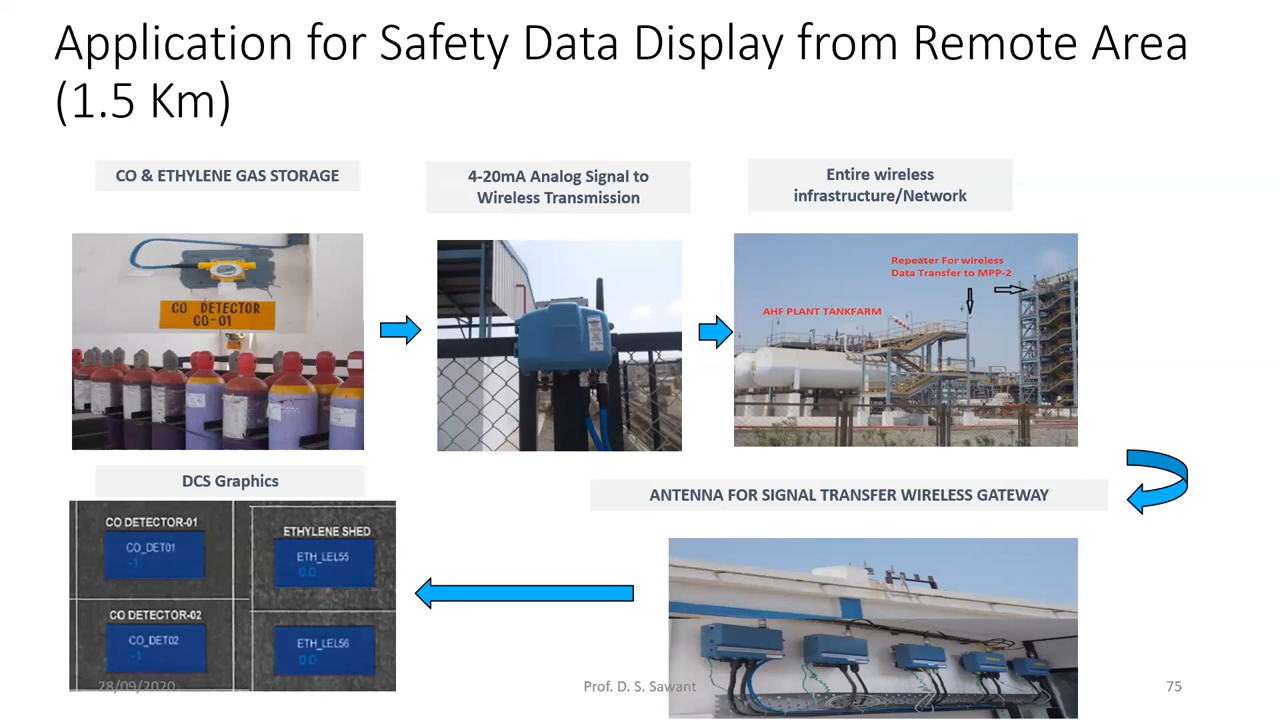 Application for Safety Data Display from Remote Area
(1.5 Km)
CO & ETHYLENE GAS STORAGE
4-20mA Analog Signal to
Wireless Transmission
Entire wireless
infrastructure/Network
CO DETECTOR
CO-01
Repeater For wireless
Data Transfer to MPP-2
AHF PLANT TANKFARM
DCS Graphics
ANTENNA FOR SIGNAL TRANSFER WIRELESS GATEWAY
CO DETECTOR-01
CO_DET01
-1
ETHYLENE SHED
ETH_LEL55
0.0
CO DETECTOR-02
CO_DET02
-1
ETH_LEL56
0.0
28/09/2020
Prof. D. S. Sawant
75